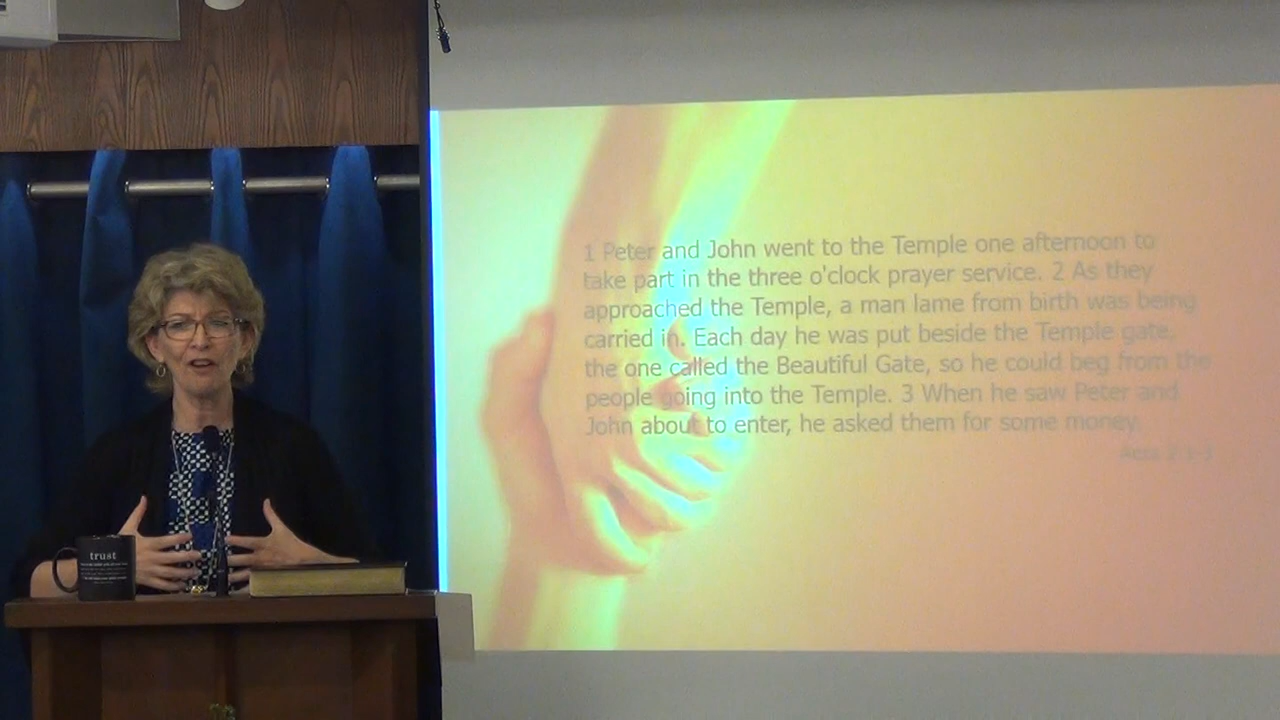 1 Peter and John went to the Temple one afternoon to
take part in the three o'clock prayer service. 2 As they
approached the Temple, a man lame from birth was being
carried in. Each day he was put beside the Temple gate,
the one called the Beautiful Gate, so he could beg from the
people going into the Temple. 3 When he saw Peter and
John about to enter, he asked them for some money.
trust